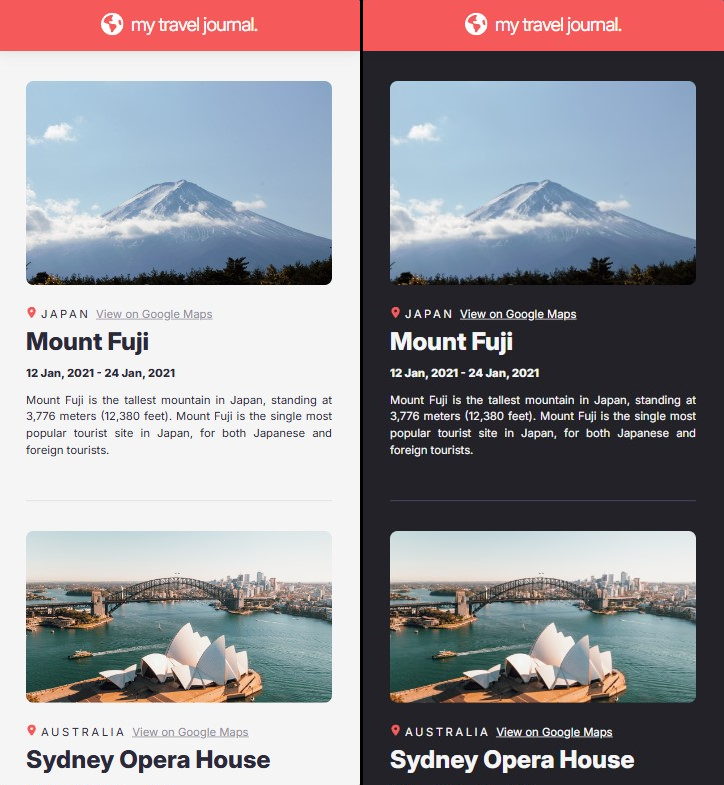 my travel journal.
JAPAN View on Google Maps
Mount Fuji
12 Jan, 2021 - 24 Jan, 2021
Mount Fuji is the tallest mountain in Japan, standing at
3,776 meters (12,380 feet). Mount Fuji is the single most
popular tourist site in Japan, for both Japanese and
foreign tourists.
AUSTRALIA View on Google Maps
Sydney Opera House
my travel journal.
JAPAN View on Google Maps
Mount Fuji
12 Jan, 2021 - 24 Jan, 2021
Mount Fuji is the tallest mountain in Japan, standing at
3,776 meters (12,380 feet). Mount Fuji is the single most
popular tourist site in Japan, for both Japanese and
foreign tourists.
AUSTRALIA View on Google Maps
Sydney Opera House